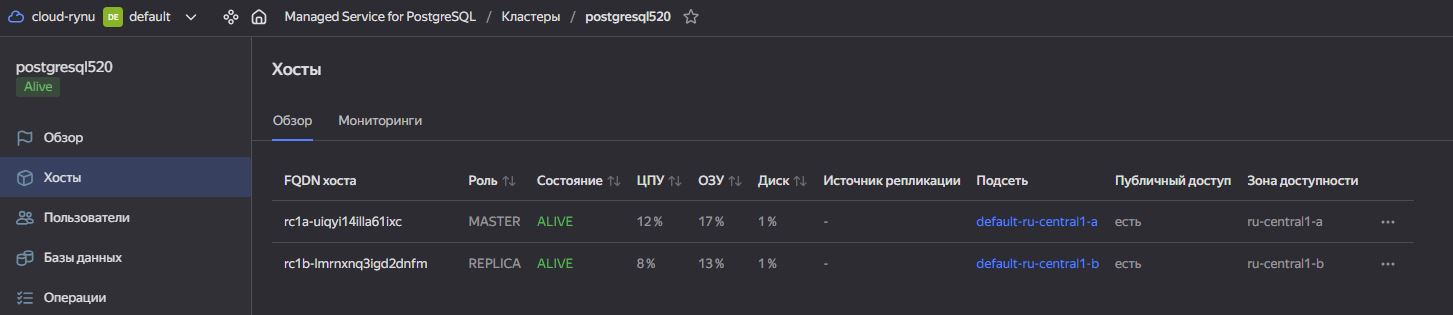 cloud-rynu DE default Managed Service for PostgreSQL / Кластеры / postgresql520
postgresql520
Alive
Обзор
Хосты
Пользователи
Базы данных
Операции
Хосты
Обзор Мониторинги
FQDN хоста Роль Состояние ЦПУ ОЗУ Диск Источник репликации Подсеть Публичный доступ Зона доступности
rc1a-uiqyi14illa61ixc MASTER ALIVE 12 % 17 % 1 % - default-ru-central1-a есть ru-central1-a
rc1b-lmrnxnq3igd2dnfm REPLICA ALIVE 8 % 13 % 1 % - default-ru-central1-b есть ru-central1-b